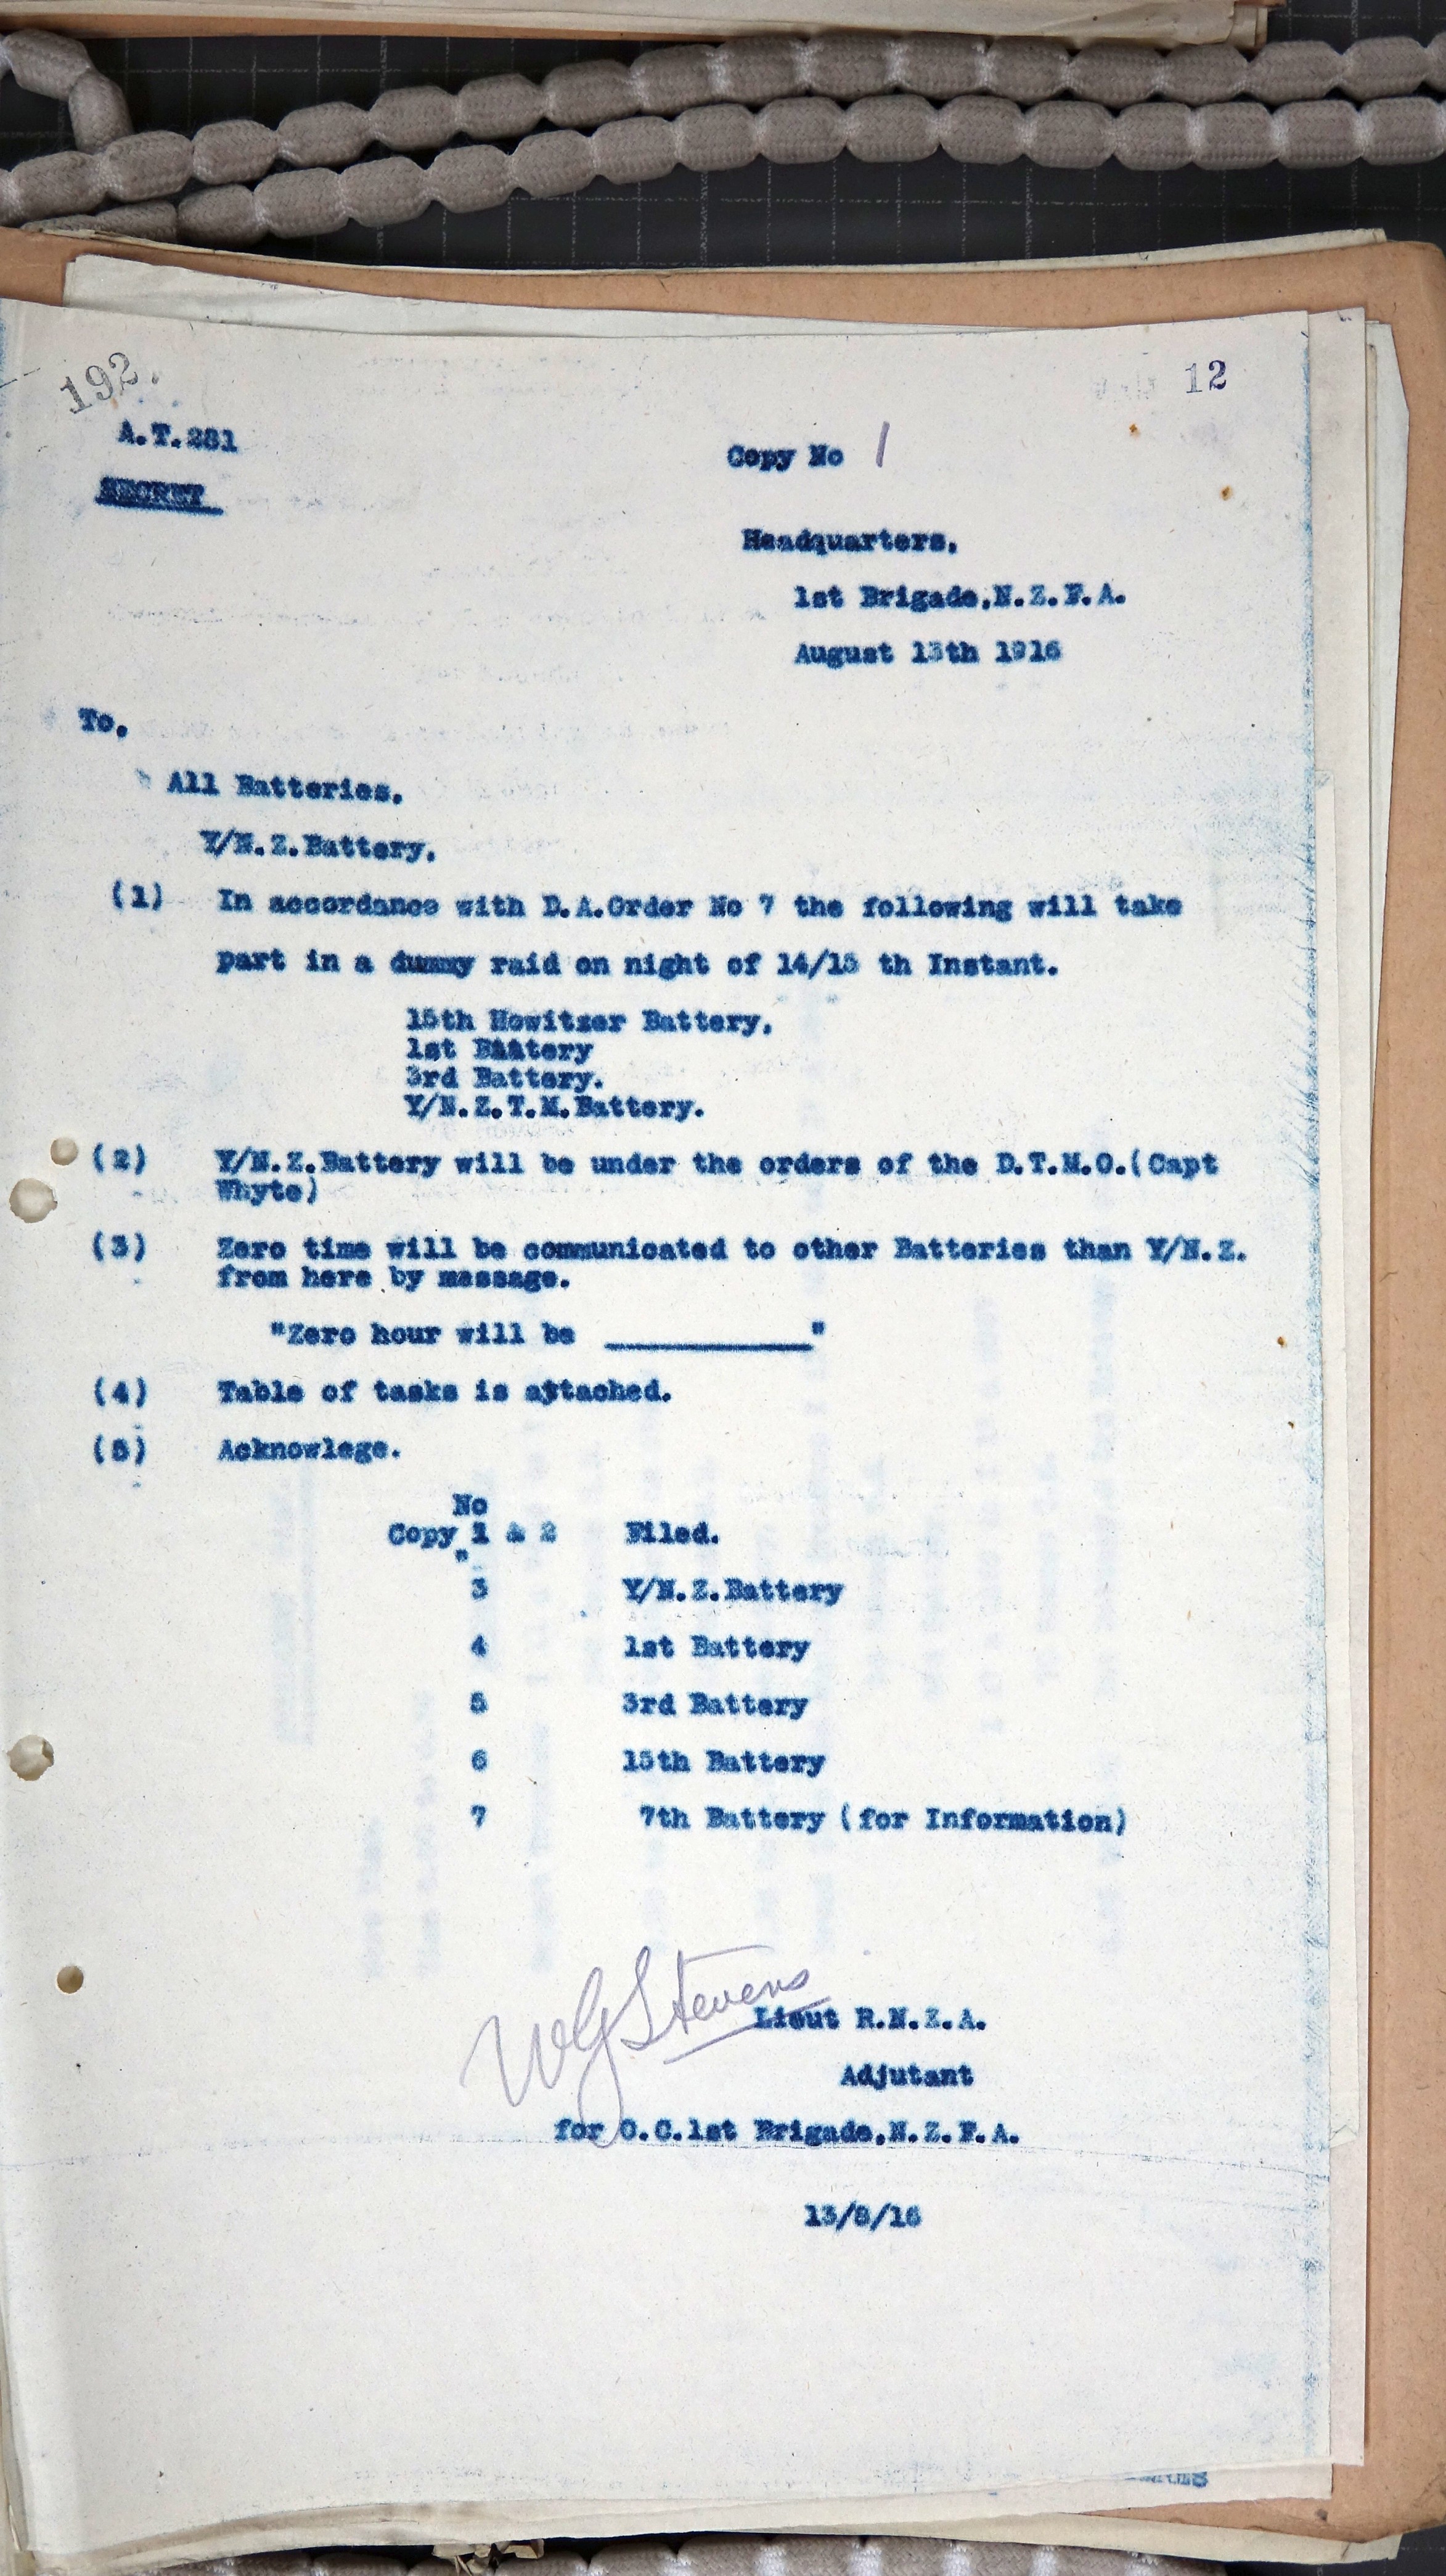 192.
12
A.T.281
Copy No 1
SECRET
Headquarters,
1st Brigade,N.Z.F.A.
August 13th 1916
To,
All Batteries.
Y/N.Z.Battery.
(1) In accordance with D.A.Order No 7 the following will take
part in a dummy raid on night of 14/15 th Instant.
15th Howitzer Battery.
1st Battery
3rd Battery.
Y/N.Z.T.M.Battery.
(2) Y/N.Z.Battery will be under the orders of the D.T.M.O.(Capt
Whyte)
(3) Zero time will be communicated to other Batteries than Y/N.Z.
from here by message.
"Zero hour will be ____________"
(4) Table of tasks is attached.
(5) Acknowlege.
No
Copy 1 & 2 Filed.
"
3 Y/N.Z.Battery
4 1st Battery
5 3rd Battery
6 15th Battery
7 7th Battery (for Information)
WGStevens
Lieut R.N.Z.A.
Adjutant
for O.C.1st Brigade,N.Z.F.A.
13/8/16